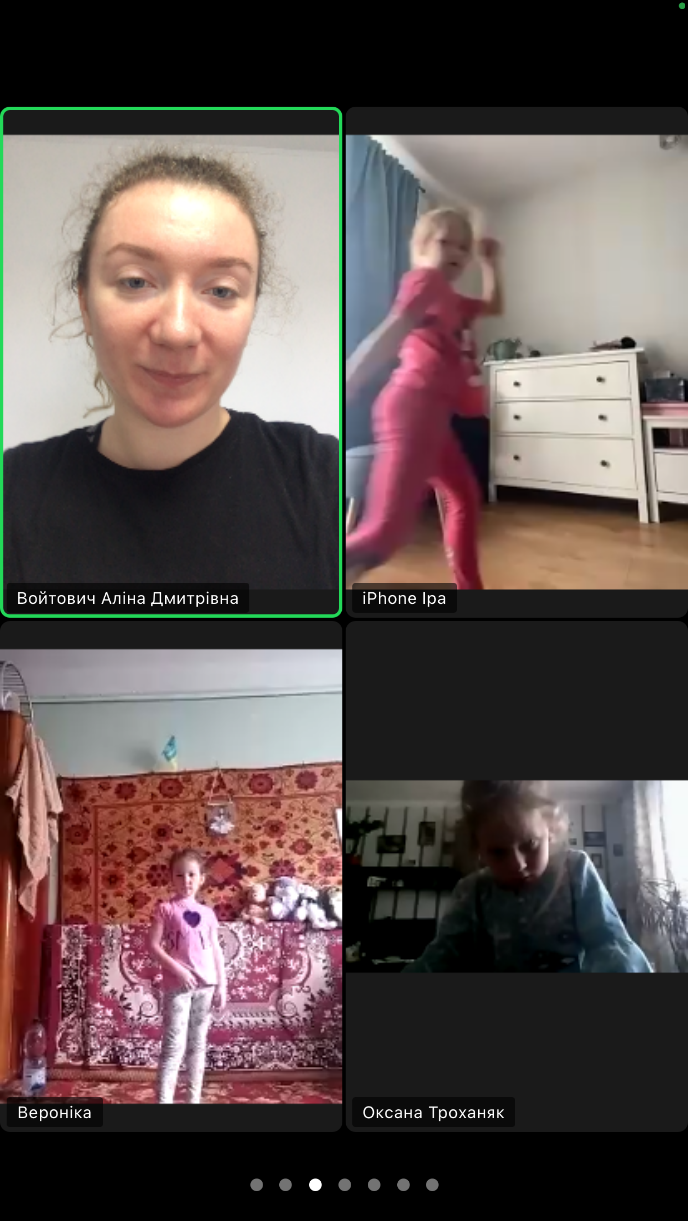 Войтович Аліна Дмитрівна
iPhone Іра
Вероніка
Оксана Троханяк